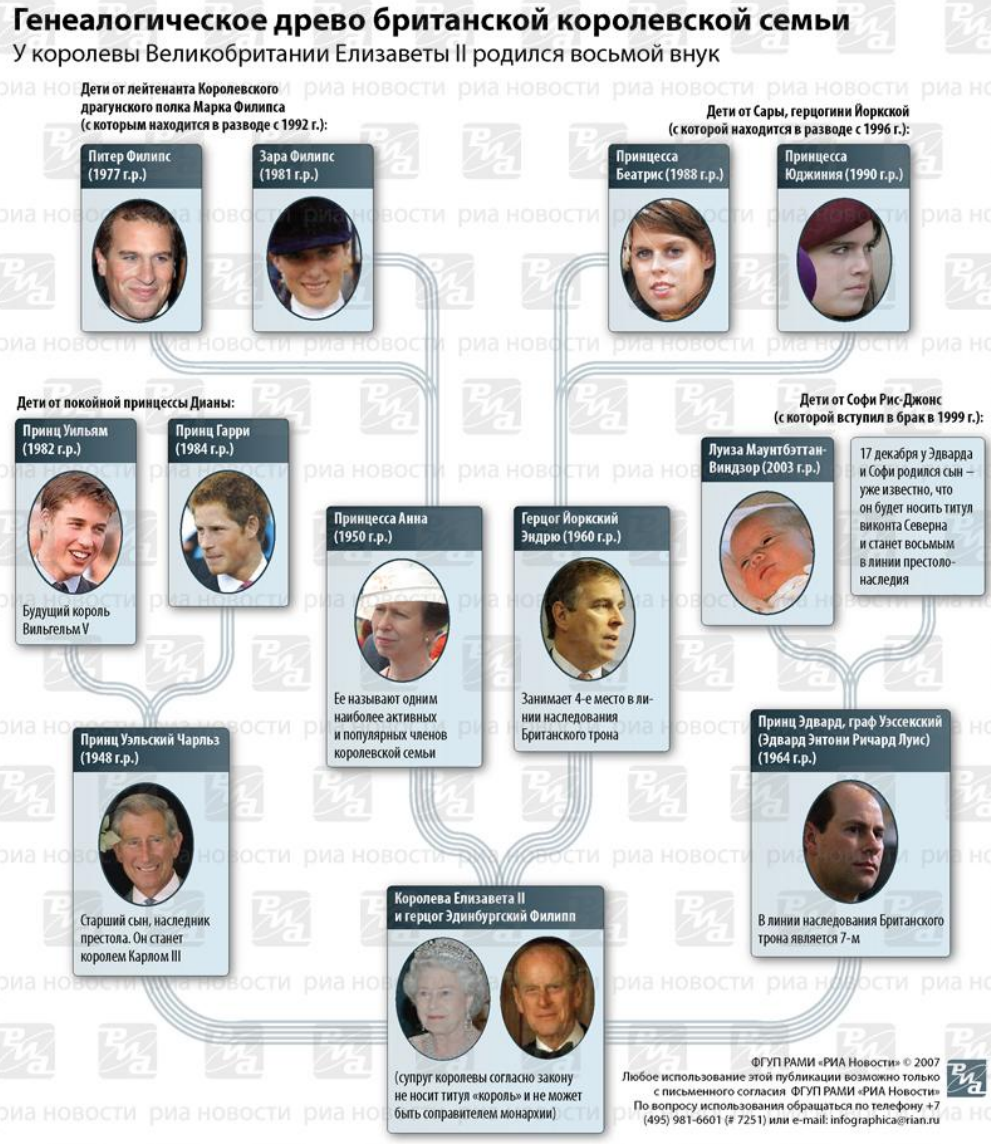 Генеалогическое древо британской королевской семьи
У королевы Великобритании Елизаветы II родился восьмой внук
Дети от лейтенанта Королевского
драгунского полка Марка Филипса
(с которым находится в разводе с 1992 г.):
Питер Филипс
(1977 г.р.)
Зара Филипс
(1981 г.р.)
Дети от Сары, герцогини Йоркской
(с которой находится в разводе с 1996 г.):
Принцесса
Беатрис (1988 г.р.)
Принцесса
Юджиния (1990 г.р.)
Дети от покойной принцессы Дианы:
Принц Уильям
(1982 г.р.)
Будущий король
Вильгельм V
Принц Гарри
(1984 г.р.)
Принцесса Анна
(1950 г.р.)
Ее называют одним
наиболее активных
и популярных членов
королевской семьи
Герцог Йоркский
Эндрю (1960 г.р.)
Занимает 4-е место в ли-
нии наследования
Британского трона
Дети от Софи Рис-Джонс
(с которой вступил в брак в 1999 г.):
Луиза Маунтбэттан-
Виндзор (2003 г.р.)
17 декабря у Эдварда
и Софи родился сын –
уже известно, что
он будет носить титул
виконта Северна
и станет восьмым
в линии престоло-
наследия
Принц Уэльский Чарльз
(1948 г.р.)
Старший сын, наследник
престола. Он станет
королем Карлом III
Королева Елизавета II
и герцог Эдинбургский Филипп
(супруг королевы согласно закону
не носит титул «король» и не может
быть соправителем монархии)
Принц Эдвард, граф Уэссекский
(Эдвард Энтони Ричард Луис)
(1964 г.р.)
В линии наследования Британского
трона является 7-м
ФГУП РАМИ «РИА Новости» © 2007
Любое использование этой публикации возможно только
с письменного согласия ФГУП РАМИ «РИА Новости»
По вопросу использования обращаться по телефону +7
(495) 981-6601 (# 7251) или e-mail: infographica@rian.ru